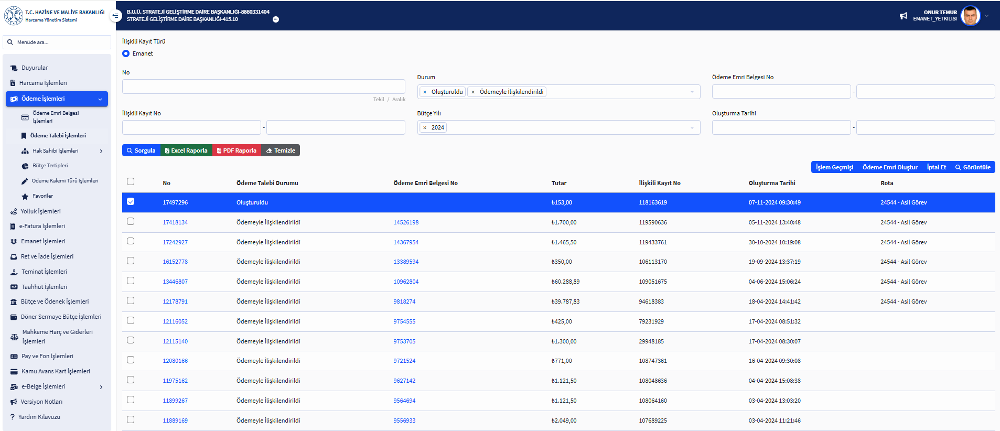 T.C. HAZİNE VE MALİYE BAKANLIĞI
Harcama Yönetim Sistemi
B.U.Ü. STRATEJİ GELİŞTİRME DAİRE BAŞKANLIĞI-8880331404
STRATEJİ GELİŞTİRME DAİRE BAŞKANLIĞI-415.10
ONUR TEMUR
EMANET_YETKILISI
Menüde ara...
Duyurular
Harcama İşlemleri
Ödeme İşlemleri
Ödeme Emri Belgesi
İşlemleri
Ödeme Talebi İşlemleri
Hak Sahibi İşlemleri
Bütçe Tertipleri
Ödeme Kalemi Türü İşlemleri
Favoriler
Yolluk İşlemleri
e-Fatura İşlemleri
Emanet İşlemleri
Ret ve İade İşlemleri
Teminat İşlemleri
Taahhüt İşlemleri
Bütçe ve Ödenek İşlemleri
Döner Sermaye Bütçe İşlemleri
Mahkeme Harç ve Giderleri
İşlemleri
Pay ve Fon İşlemleri
Kamu Avans Kart İşlemleri
e-Belge İşlemleri
Versiyon Notları
? Yardım Kılavuzu
İlişkili Kayıt Türü
Emanet
No
Tekil / Aralık
Durum
× Oluşturuldu × Ödemeyle İlişkilendirildi
Ödeme Emri Belgesi No
-
İlişkili Kayıt No
-
Bütçe Yılı
× 2024
Oluşturma Tarihi
-
Sorgula Excel Raporla PDF Raporla Temizle
İşlem Geçmişi Ödeme Emri Oluştur İptal Et Görüntüle
No Ödeme Talebi Durumu Ödeme Emri Belgesi No Tutar İlişkili Kayıt No Oluşturma Tarihi Rota
17497296 Oluşturuldu ₺153,00 118163619 07-11-2024 09:30:49 24544 - Asil Görev
17418134 Ödemeyle İlişkilendirildi 14526198 ₺1.700,00 119590636 05-11-2024 13:40:48 24544 - Asil Görev
17242927 Ödemeyle İlişkilendirildi 14367954 ₺1.465,50 119433761 30-10-2024 10:19:08 24544 - Asil Görev
16152778 Ödemeyle İlişkilendirildi 13389594 ₺350,00 106113170 19-09-2024 13:37:19 24544 - Asil Görev
13446807 Ödemeyle İlişkilendirildi 10962804 ₺60.288,89 109051675 04-06-2024 15:06:24 24544 - Asil Görev
12178791 Ödemeyle İlişkilendirildi 9818274 ₺39.787,83 94618383 18-04-2024 14:41:42 24544 - Asil Görev
12116052 Ödemeyle İlişkilendirildi 9754555 ₺425,00 79231929 17-04-2024 08:51:32
12115140 Ödemeyle İlişkilendirildi 9753705 ₺1.300,00 29948185 17-04-2024 08:30:07
12080166 Ödemeyle İlişkilendirildi 9721524 ₺771,00 108747361 16-04-2024 09:30:08
11975162 Ödemeyle İlişkilendirildi 9627142 ₺1.121,50 108048636 04-04-2024 15:08:38
11899267 Ödemeyle İlişkilendirildi 9564694 ₺1.121,50 108064160 03-04-2024 13:03:20
11889169 Ödemeyle İlişkilendirildi 9556933 ₺2.049,00 107689225 03-04-2024 11:21:46